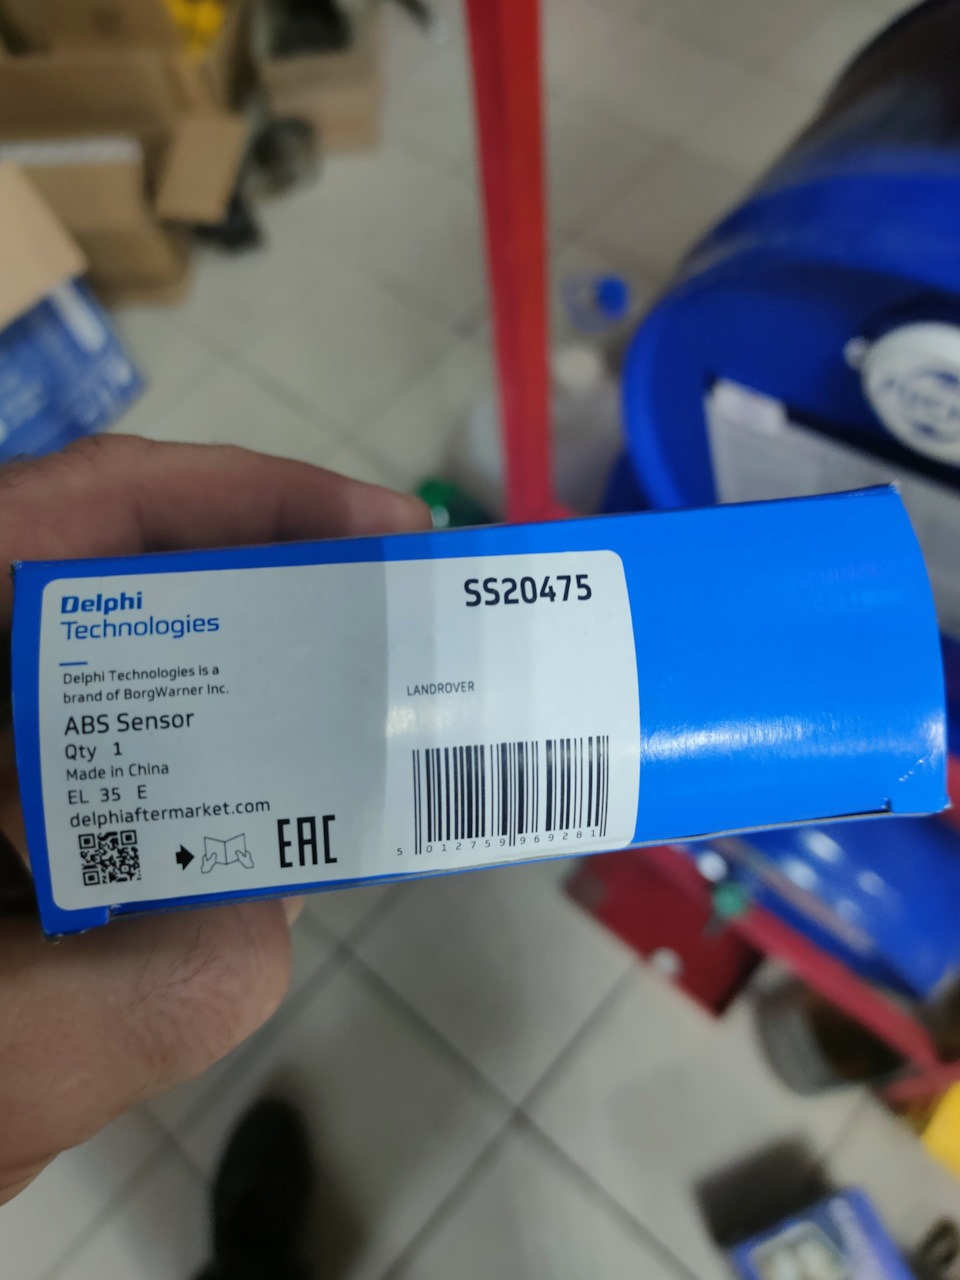 Delphi
Technologies
SS20475
Delphi Technologies is a
brand of BorgWarner Inc.
LANDROVER
ABS Sensor
Qty 1
Made in China
EL 35 E
delphiaftermarket.com
EAC
5 012759 969281